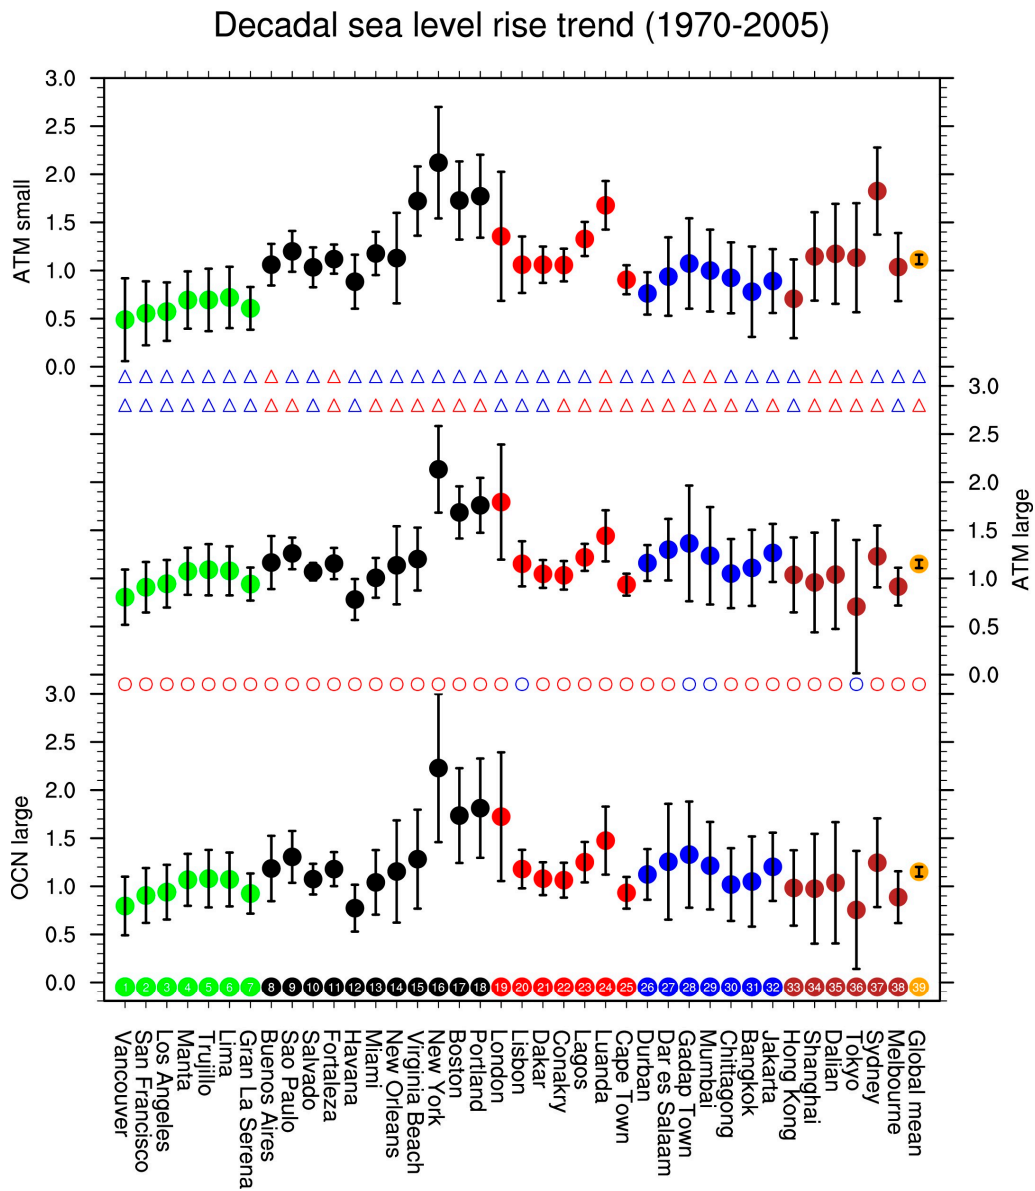 Decadal sea level rise trend (1970-2005)
3.0
2.5
2.0
1.5
1.0
0.5
0.0
ATM small
3.0
2.5
2.0
1.5
1.0
0.5
0.0
ATM large
3.0
2.5
2.0
1.5
1.0
0.5
0.0
OCN large
1 2 3 4 5 6 7 8 9 10 11 12 13 14 15 16 17 18 19 20 21 22 23 24 25 26 27 28 29 30 31 32 33 34 35 36 37 38 39
Vancouver
San Francisco
Los Angeles
Manta
Trujillo
Lima
Gran La Serena
Buenos Aires
Sao Paulo
Salvado
Fortaleza
Havana
Miami
New Orleans
Virginia Beach
New York
Boston
Portland
London
Lisbon
Dakar
Conakry
Lagos
Luanda
Cape Town
Durban
Dar es Salaam
Gadap Town
Mumbai
Chittagong
Bangkok
Jakarta
Hong Kong
Shanghai
Dalian
Tokyo
Sydney
Melbourne
Global mean